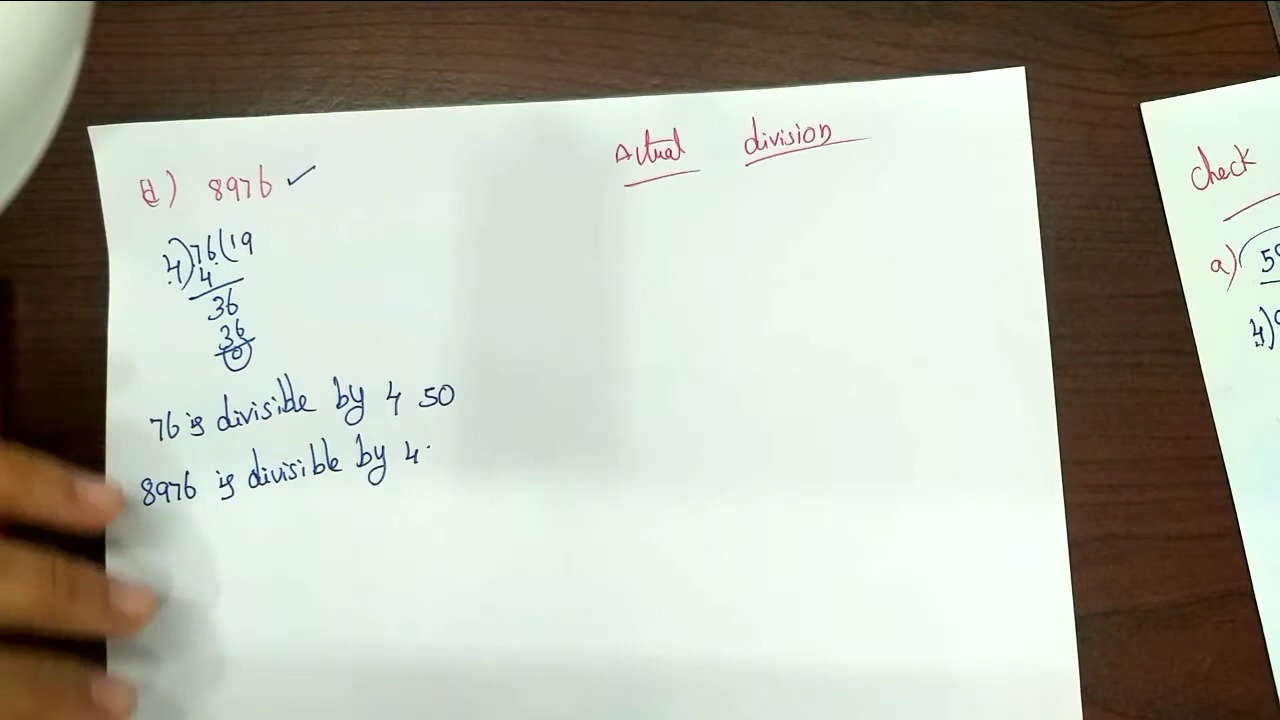 Actual division
d) 8976 ✓
4)76(19
4
36
36
0
76 is divisible by 4 so
8976 is divisible by 4.
check
a)
4)